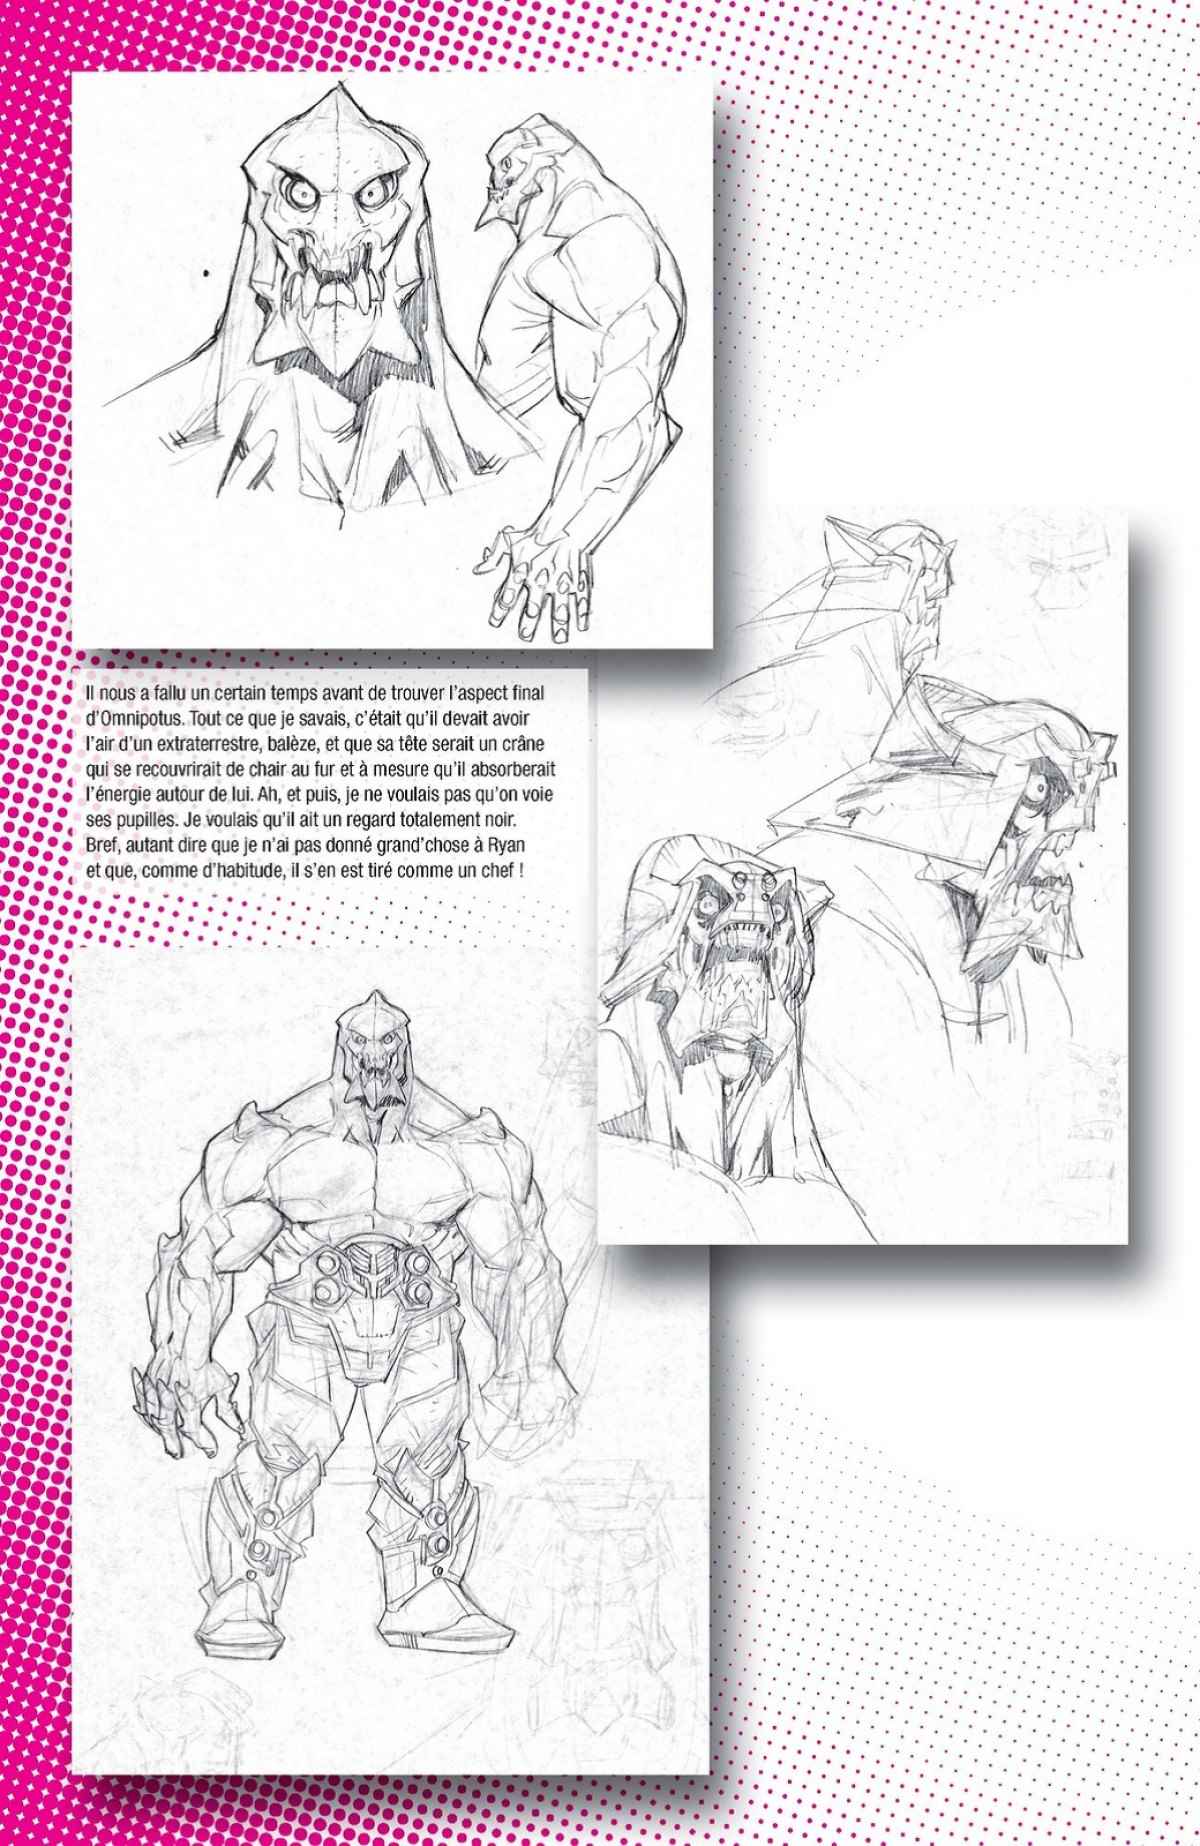 Il nous a fallu un certain temps avant de trouver l'aspect final
d'Omnipotus. Tout ce que je savais, c'était qu'il devait avoir
l'air d'un extraterrestre, balèze, et que sa tête serait un crâne
qui se recouvrirait de chair au fur et à mesure qu'il absorberait
l'énergie autour de lui. Ah, et puis, je ne voulais pas qu'on voie
ses pupilles. Je voulais qu'il ait un regard totalement noir.
Bref, autant dire que je n'ai pas donné grand'chose à Ryan
et que, comme d'habitude, il s'en est tiré comme un chef !